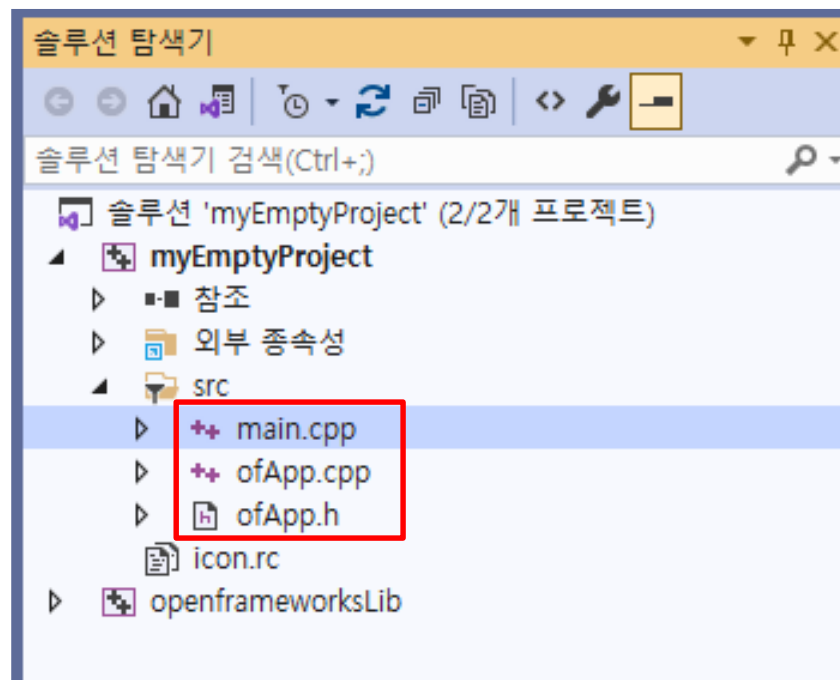 솔루션 탐색기
솔루션 탐색기 검색(Ctrl+;)
솔루션 'myEmptyProject' (2/2개 프로젝트)
myEmptyProject
참조
외부 종속성
src
main.cpp
ofApp.cpp
ofApp.h
icon.rc
openframeworksLib